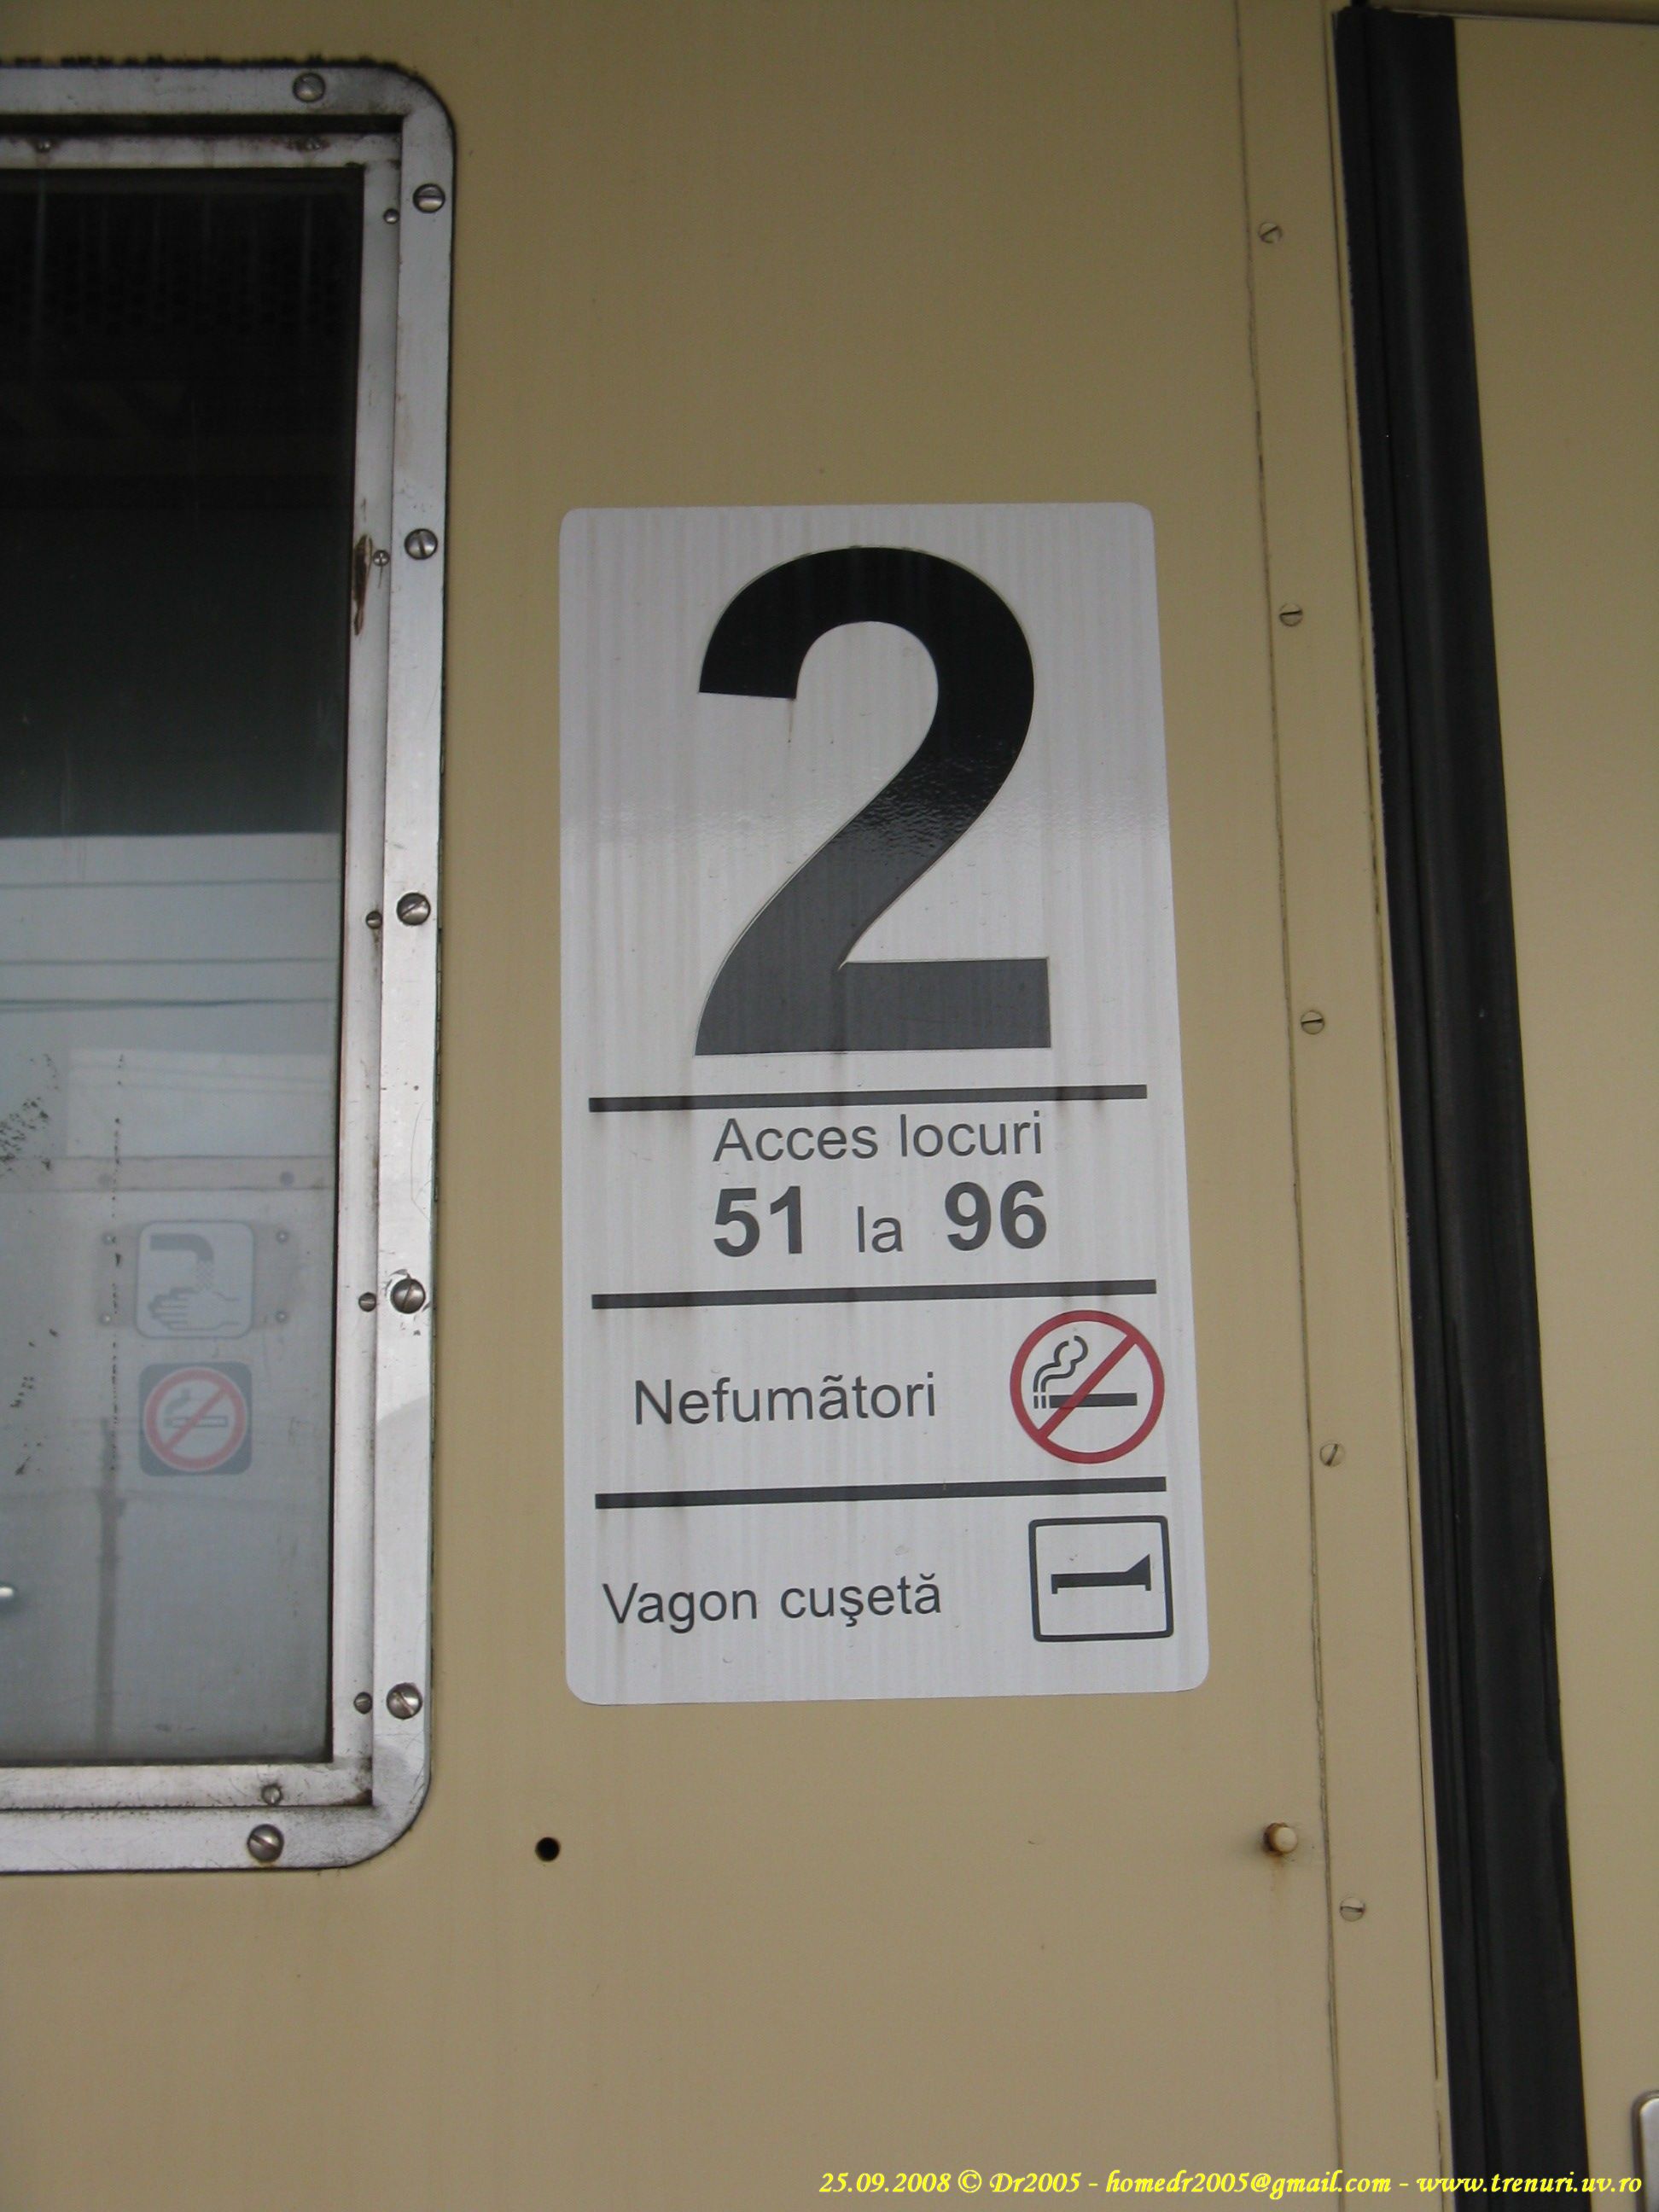 2
Acces locuri
51 la 96
Nefumãtori
Vagon cuşetă
25.09.2008 © Dr2005 - homedr2005@gmail.com - www.trenuri.uv.ro